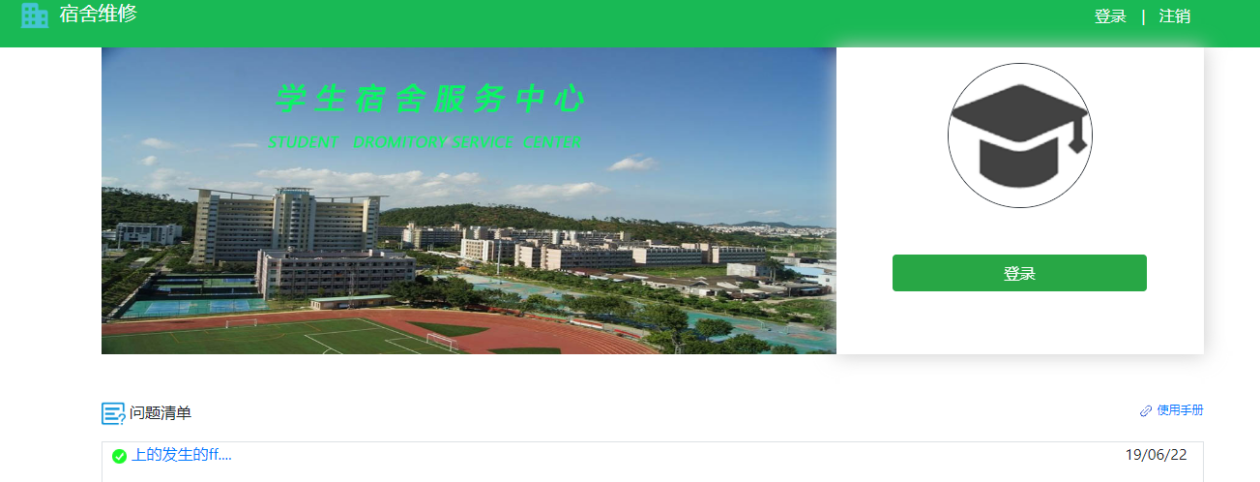 宿舍维修
登录 | 注销
学生宿舍服务中心
STUDENT DROMITORY SERVICE CENTER
登录
问题清单
使用手册
上的发生的ff....
19/06/22